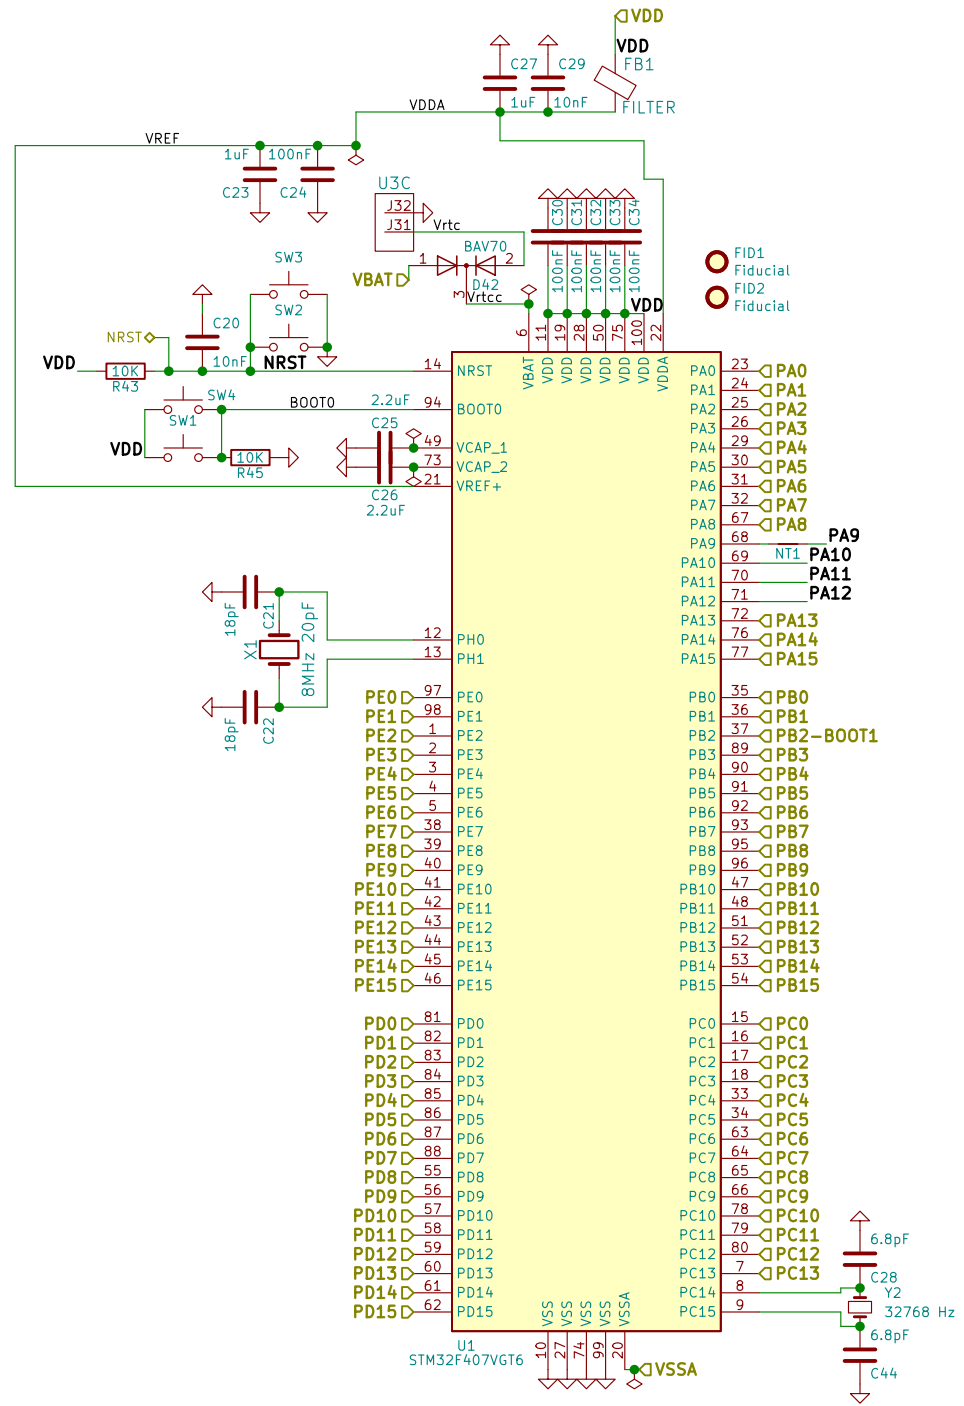 VDD
VDD
FB1
FILTER
C27
C29
1uF
10nF
VDDA
VREF
1uF
100nF
C23
C24
U3C
J32
J31
Vrtc
BAV70
1
2
D42
3
Vrtcc
VBAT
C30
C31
C32
C33
C34
100nF
100nF
100nF
100nF
100nF
VDD
FID1
Fiducial
FID2
Fiducial
SW3
SW2
C20
10nF
NRST
NRST
VDD
10K
R43
SW4
SW1
BOOT0
VDD
10K
R45
2.2uF
C25
C26
2.2uF
6
11
19
28
50
75
100
22
VBAT
VDD
VDD
VDD
VDD
VDD
VDD
VDDA
14 NRST
94 BOOT0
49 VCAP_1
73 VCAP_2
21 VREF+
PA0 23 PA0
PA1 24 PA1
PA2 25 PA2
PA3 26 PA3
PA4 29 PA4
PA5 30 PA5
PA6 31 PA6
PA7 32 PA7
PA8 67 PA8
PA9 68 PA9
NT1
PA10 69 PA10
PA11 70 PA11
PA12 71 PA12
PA13 72 PA13
PA14 76 PA14
PA15 77 PA15
18pF
C21
X1
8MHz 20pF
18pF
C22
12 PH0
13 PH1
PE0 97 PE0
PE1 98 PE1
PE2 1 PE2
PE3 2 PE3
PE4 3 PE4
PE5 4 PE5
PE6 5 PE6
PE7 38 PE7
PE8 39 PE8
PE9 40 PE9
PE10 41 PE10
PE11 42 PE11
PE12 43 PE12
PE13 44 PE13
PE14 45 PE14
PE15 46 PE15
PB0 35 PB0
PB1 36 PB1
PB2 37 PB2-BOOT1
PB3 89 PB3
PB4 90 PB4
PB5 91 PB5
PB6 92 PB6
PB7 93 PB7
PB8 95 PB8
PB9 96 PB9
PB10 47 PB10
PB11 48 PB11
PB12 51 PB12
PB13 52 PB13
PB14 53 PB14
PB15 54 PB15
PD0 81 PD0
PD1 82 PD1
PD2 83 PD2
PD3 84 PD3
PD4 85 PD4
PD5 86 PD5
PD6 87 PD6
PD7 88 PD7
PD8 55 PD8
PD9 56 PD9
PD10 57 PD10
PD11 58 PD11
PD12 59 PD12
PD13 60 PD13
PD14 61 PD14
PD15 62 PD15
PC0 15 PC0
PC1 16 PC1
PC2 17 PC2
PC3 18 PC3
PC4 33 PC4
PC5 34 PC5
PC6 63 PC6
PC7 64 PC7
PC8 65 PC8
PC9 66 PC9
PC10 78 PC10
PC11 79 PC11
PC12 80 PC12
PC13 7 PC13
PC14 8
PC15 9
6.8pF
C28
Y2
32768 Hz
6.8pF
C44
VSS
VSS
VSS
VSS
VSSA
10
27
74
99
20
U1
STM32F407VGT6
VSSA